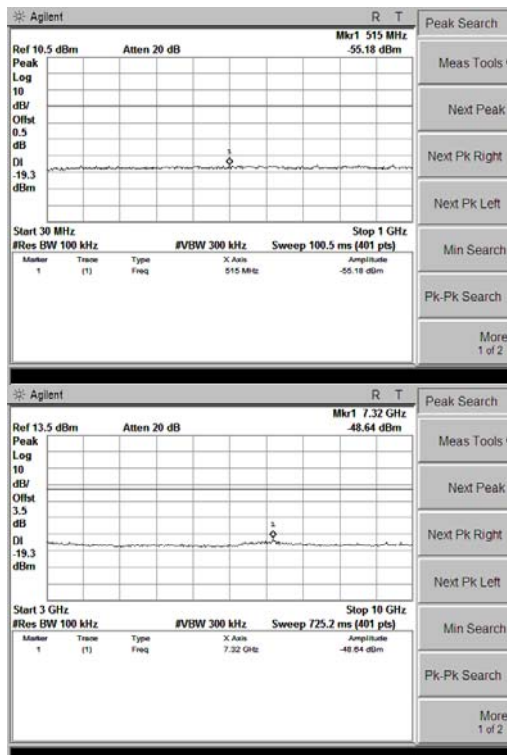 Agilent R T
Peak Search
Mkr1 515 MHz
Ref 10.5 dBm Atten 20 dB -55.18 dBm
Peak
Log
10
dB/
Offst
0.5
dB
DI
-19.3
dBm
1
Start 30 MHz Stop 1 GHz
#Res BW 100 kHz #VBW 300 kHz Sweep 100.5 ms (401 pts)
Marker Trace Type X Axis Amplitude
1 (1) Freq 515 MHz -55.18 dBm
Meas Tools
Next Peak
Next Pk Right
Next Pk Left
Min Search
Pk-Pk Search
More
1 of 2
Agilent R T
Peak Search
Mkr1 7.32 GHz
Ref 13.5 dBm Atten 20 dB -48.64 dBm
Peak
Log
10
dB/
Offst
3.5
dB
DI
-19.3
dBm
1
Start 3 GHz Stop 10 GHz
#Res BW 100 kHz #VBW 300 kHz Sweep 725.2 ms (401 pts)
Marker Trace Type X Axis Amplitude
1 (1) Freq 7.32 GHz -48.64 dBm
Meas Tools
Next Peak
Next Pk Right
Next Pk Left
Min Search
Pk-Pk Search
More
1 of 2